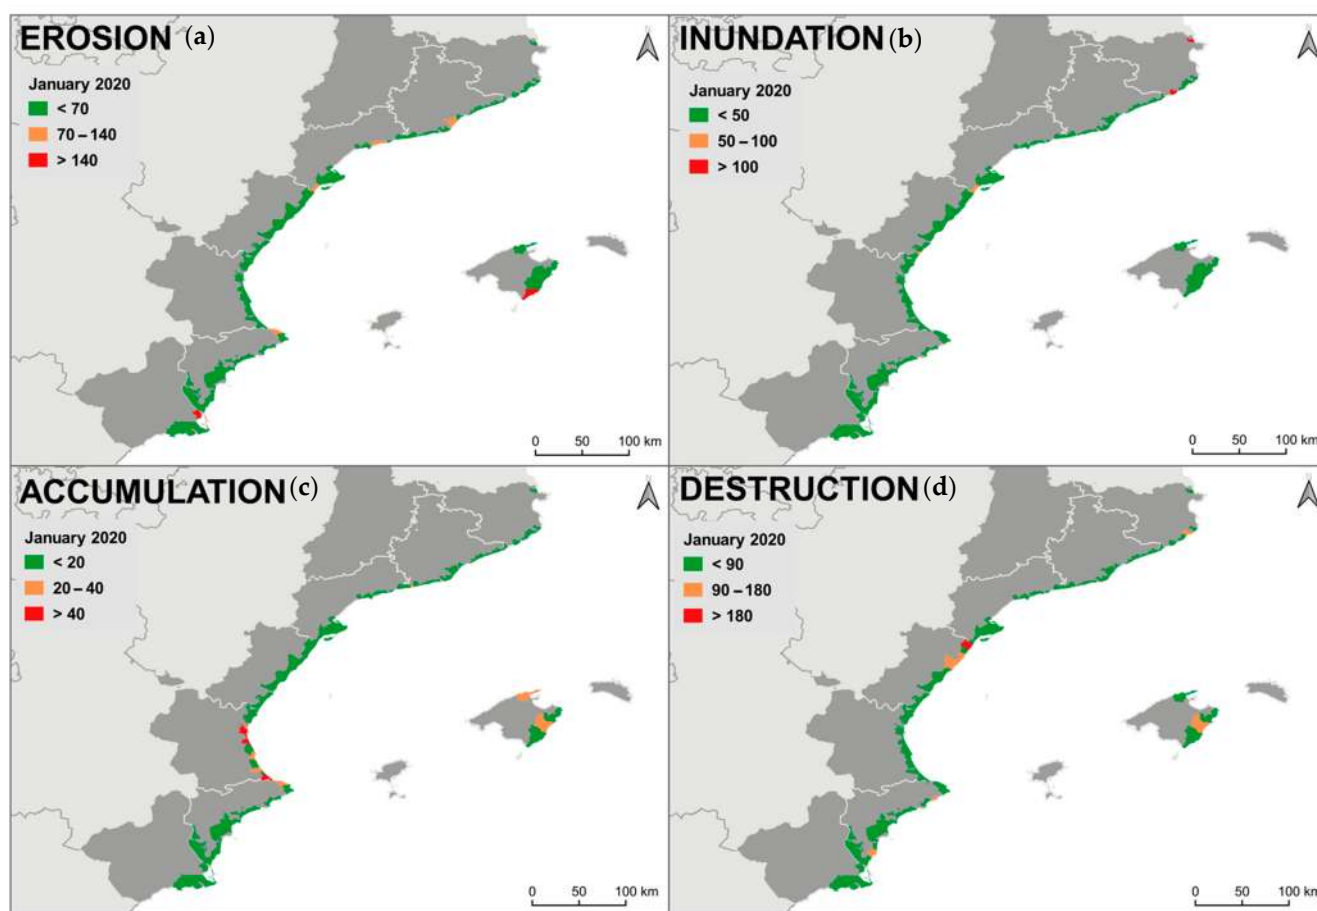 EROSION (a)
January 2020
< 70
70 – 140
> 140
0 50 100 km
INUNDATION (b)
January 2020
< 50
50 – 100
> 100
0 50 100 km
ACCUMULATION (c)
January 2020
< 20
20 – 40
> 40
0 50 100 km
DESTRUCTION (d)
January 2020
< 90
90 – 180
> 180
0 50 100 km